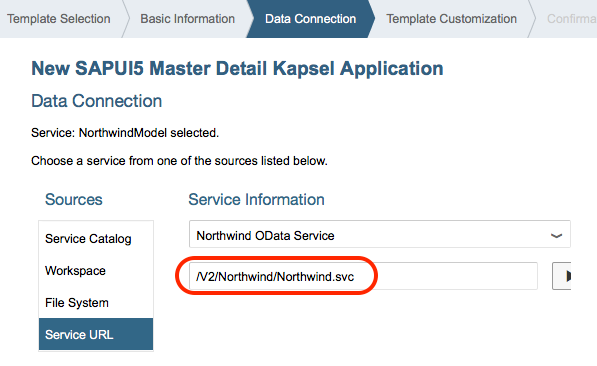 Template Selection
Basic Information
Data Connection
Template Customization
Confirma
New SAPUI5 Master Detail Kapsel Application
Data Connection
Service: NorthwindModel selected.
Choose a service from one of the sources listed below.
Sources
Service Catalog
Workspace
File System
Service URL
Service Information
Northwind OData Service
/V2/Northwind/Northwind.svc